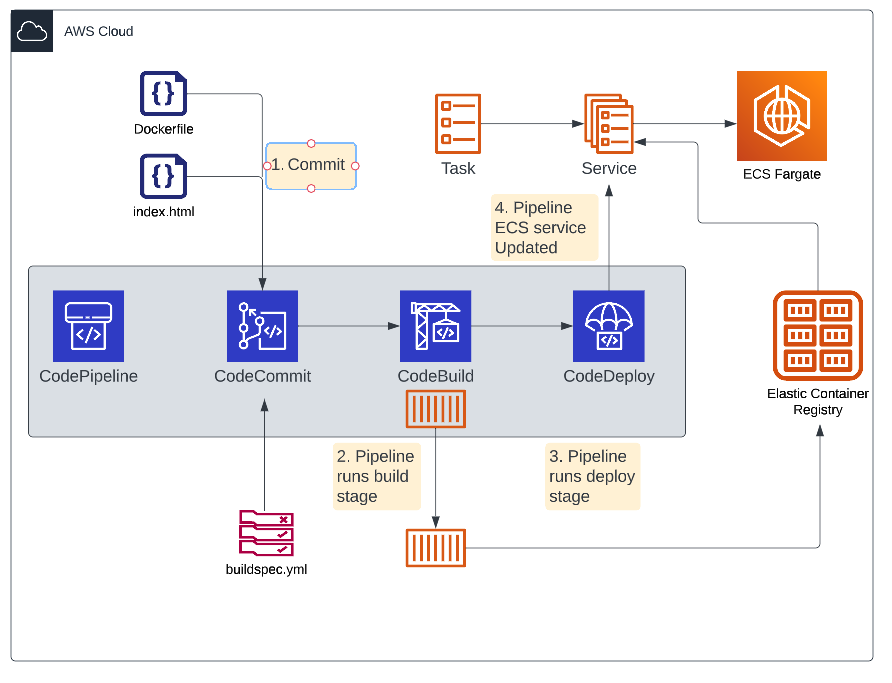 AWS Cloud
Dockerfile
1. Commit
index.html
Task
Service
ECS Fargate
4. Pipeline
ECS service
Updated
CodePipeline
CodeCommit
CodeBuild
CodeDeploy
Elastic Container
Registry
2. Pipeline
runs build
stage
3. Pipeline
runs deploy
stage
buildspec.yml